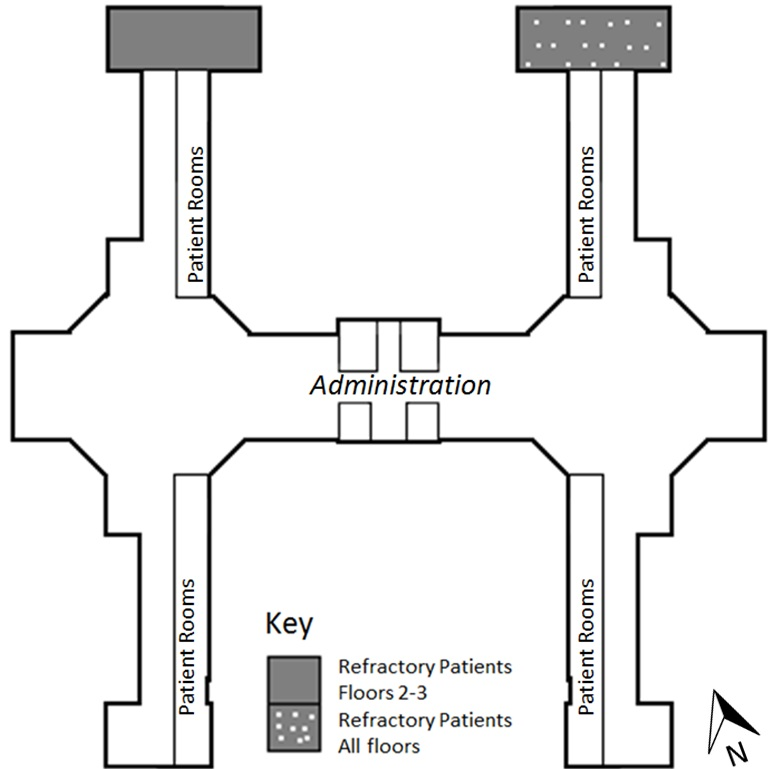 Patient Rooms
Patient Rooms
Administration
Patient Rooms
Patient Rooms
Key
Refractory Patients
Floors 2-3
Refractory Patients
All floors
N